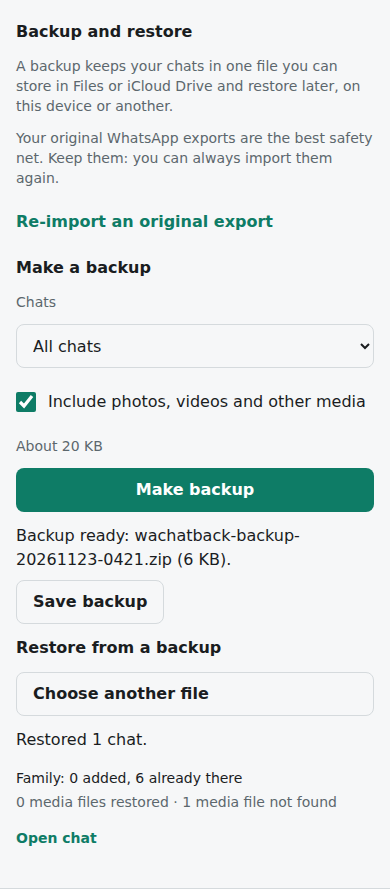 Backup and restore
A backup keeps your chats in one file you can
store in Files or iCloud Drive and restore later, on
this device or another.
Your original WhatsApp exports are the best safety
net. Keep them: you can always import them
again.
Re-import an original export
Make a backup
Chats
All chats
Include photos, videos and other media
About 20 KB
Make backup
Backup ready: wachatback-backup-
20261123-0421.zip (6 KB).
Save backup
Restore from a backup
Choose another file
Restored 1 chat.
Family: 0 added, 6 already there
0 media files restored · 1 media file not found
Open chat